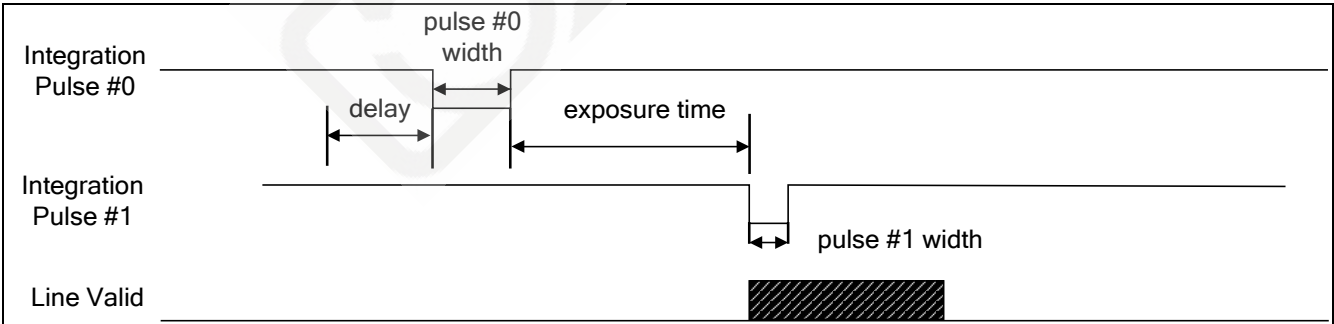 pulse #0
width
Integration
Pulse #0
delay
exposure time
Integration
Pulse #1
pulse #1 width
Line Valid